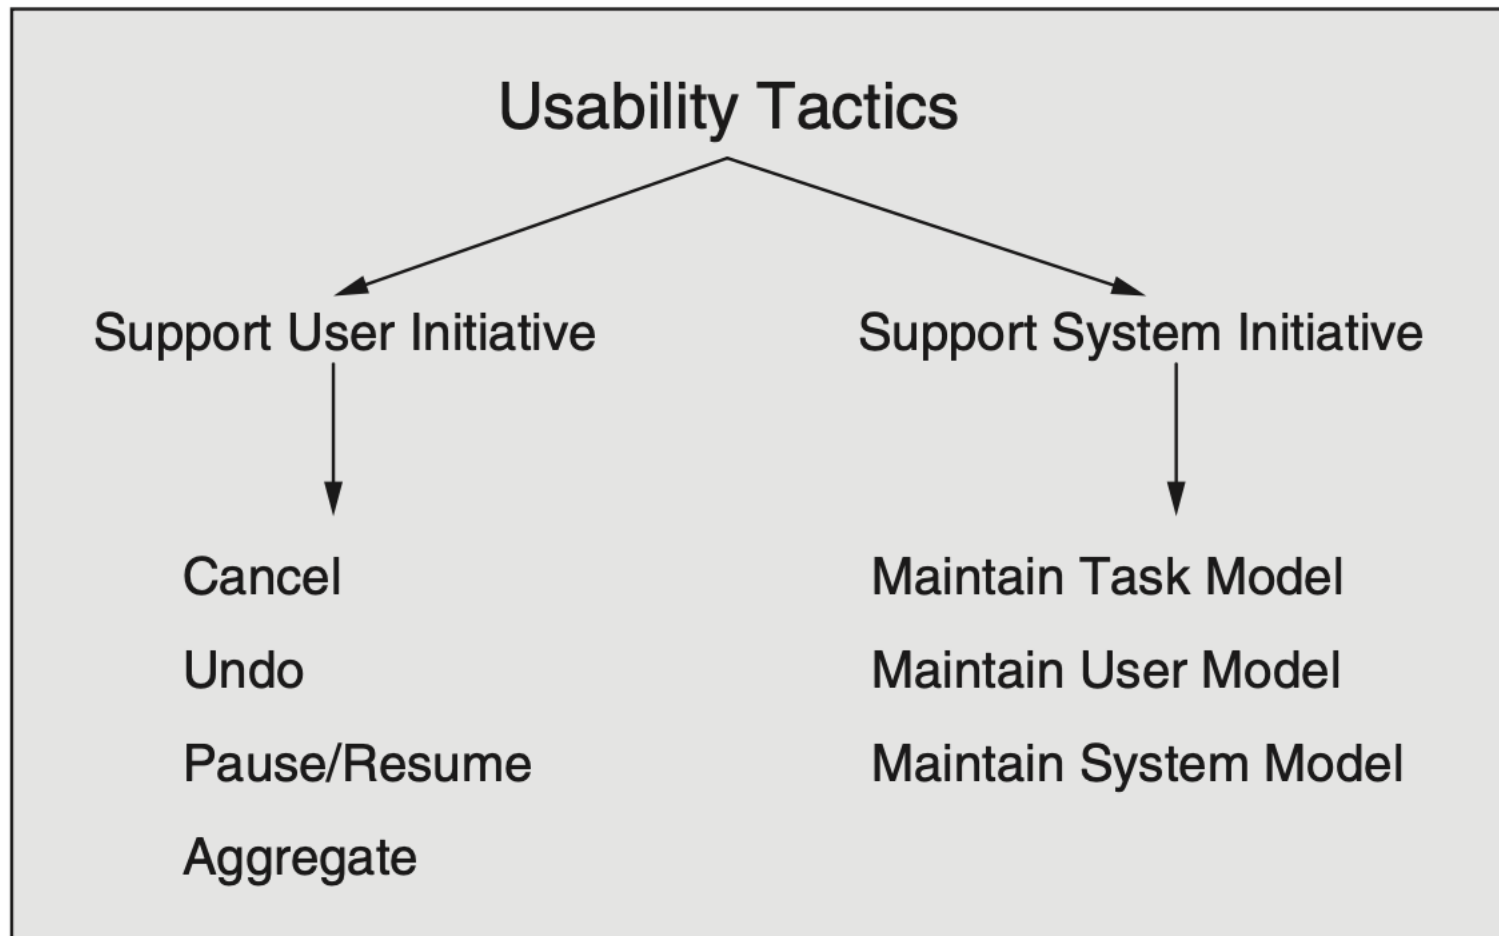 Usability Tactics
Support User Initiative
Support System Initiative
Cancel
Undo
Pause/Resume
Aggregate
Maintain Task Model
Maintain User Model
Maintain System Model